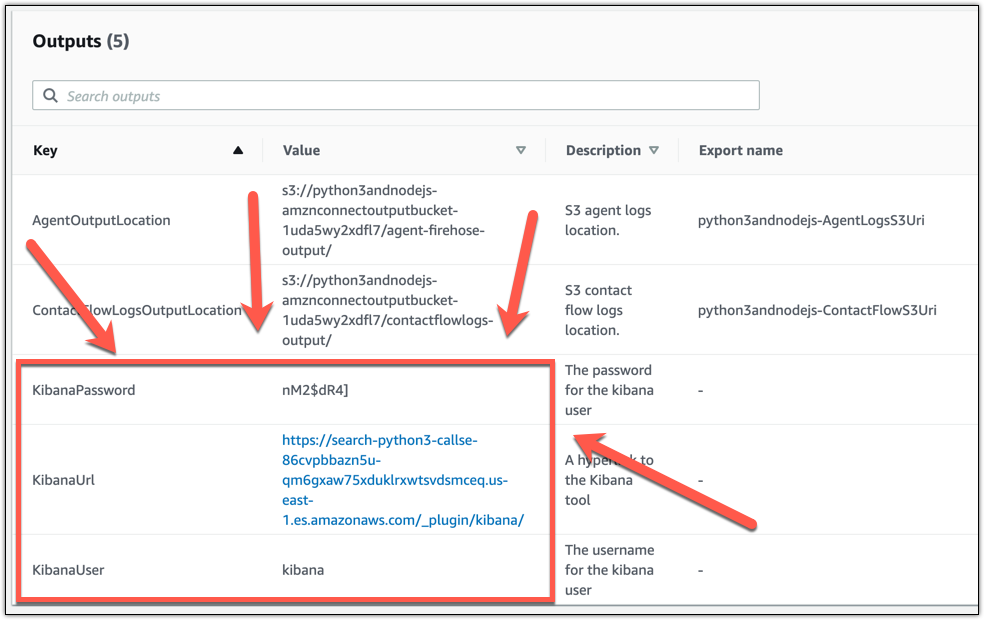 Outputs (5)
Search outputs
Key Value Description Export name
AgentOutputLocation
s3://python3andnodejs-
amznconnectoutputbucket-
1uda5wy2xdfl7/agent-firehose-
output/
S3 agent logs
location.
python3andnodejs-AgentLogsS3Uri
ContactFlowLogsOutputLocation
s3://python3andnodejs-
amznconnectoutputbucket-
1uda5wy2xdfl7/contactflowlogs-
output/
S3 contact
flow logs
location.
python3andnodejs-ContactFlowS3Uri
KibanaPassword
nM2$dR4]
The password
for the kibana
user
-
KibanaUrl
https://search-python3-callse-
86cvpbbazn5u-
qm6gxaw75xduklrxwtsvdsmceq.us-
east-
1.es.amazonaws.com/_plugin/kibana/
A hyperlink to
the Kibana
tool
-
KibanaUser
kibana
The username
for the kibana
user
-